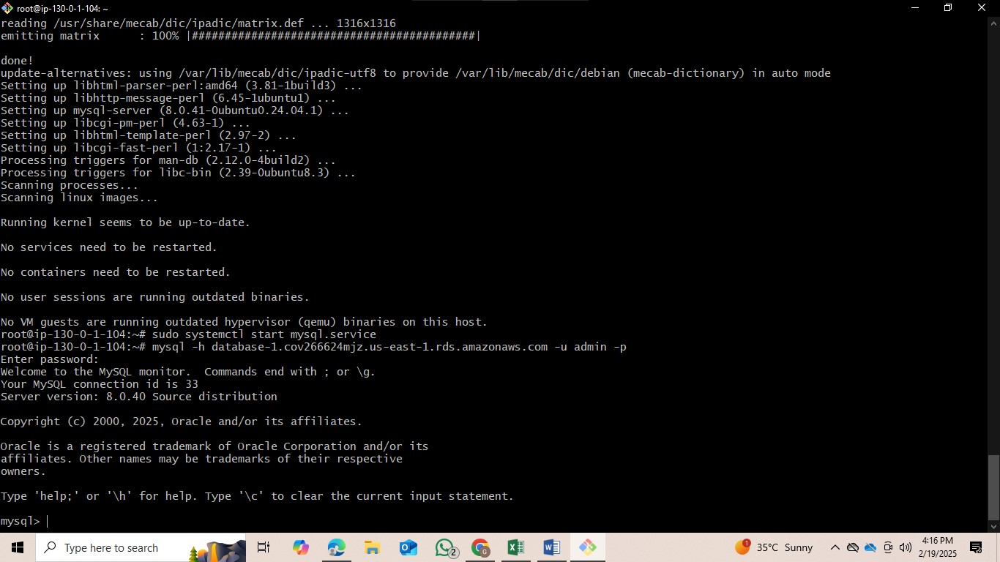 root@ip-130-0-1-104: ~
reading /usr/share/mecab/dic/ipadic/matrix.def ... 1316x1316
emitting matrix      : 100% |###########################################|
done!
update-alternatives: using /var/lib/mecab/dic/ipadic-utf8 to provide /var/lib/mecab/dic/debian (mecab-dictionary) in auto mode
Setting up libhtml-parser-perl:amd64 (3.81-1build3) ...
Setting up libhttp-message-perl (6.45-1ubuntu1) ...
Setting up mysql-server (8.0.41-0ubuntu0.24.04.1) ...
Setting up libcgi-pm-perl (4.63-1) ...
Setting up libhtml-template-perl (2.97-2) ...
Setting up libcgi-fast-perl (1:2.17-1) ...
Processing triggers for man-db (2.12.0-4build2) ...
Processing triggers for libc-bin (2.39-0ubuntu8.3) ...
Scanning processes...
Scanning linux images...
Running kernel seems to be up-to-date.
No services need to be restarted.
No containers need to be restarted.
No user sessions are running outdated binaries.
No VM guests are running outdated hypervisor (qemu) binaries on this host.
root@ip-130-0-1-104:~# sudo systemctl start mysql.service
root@ip-130-0-1-104:~# mysql -h database-1.cov266624mjz.us-east-1.rds.amazonaws.com -u admin -p
Enter password:
Welcome to the MySQL monitor.  Commands end with ; or \g.
Your MySQL connection id is 33
Server version: 8.0.40 Source distribution
Copyright (c) 2000, 2025, Oracle and/or its affiliates.
Oracle is a registered trademark of Oracle Corporation and/or its
affiliates. Other names may be trademarks of their respective
owners.
Type 'help;' or '\h' for help. Type '\c' to clear the current input statement.
mysql>
Type here to search
2
1
35°C Sunny
4:16 PM
2/19/2025